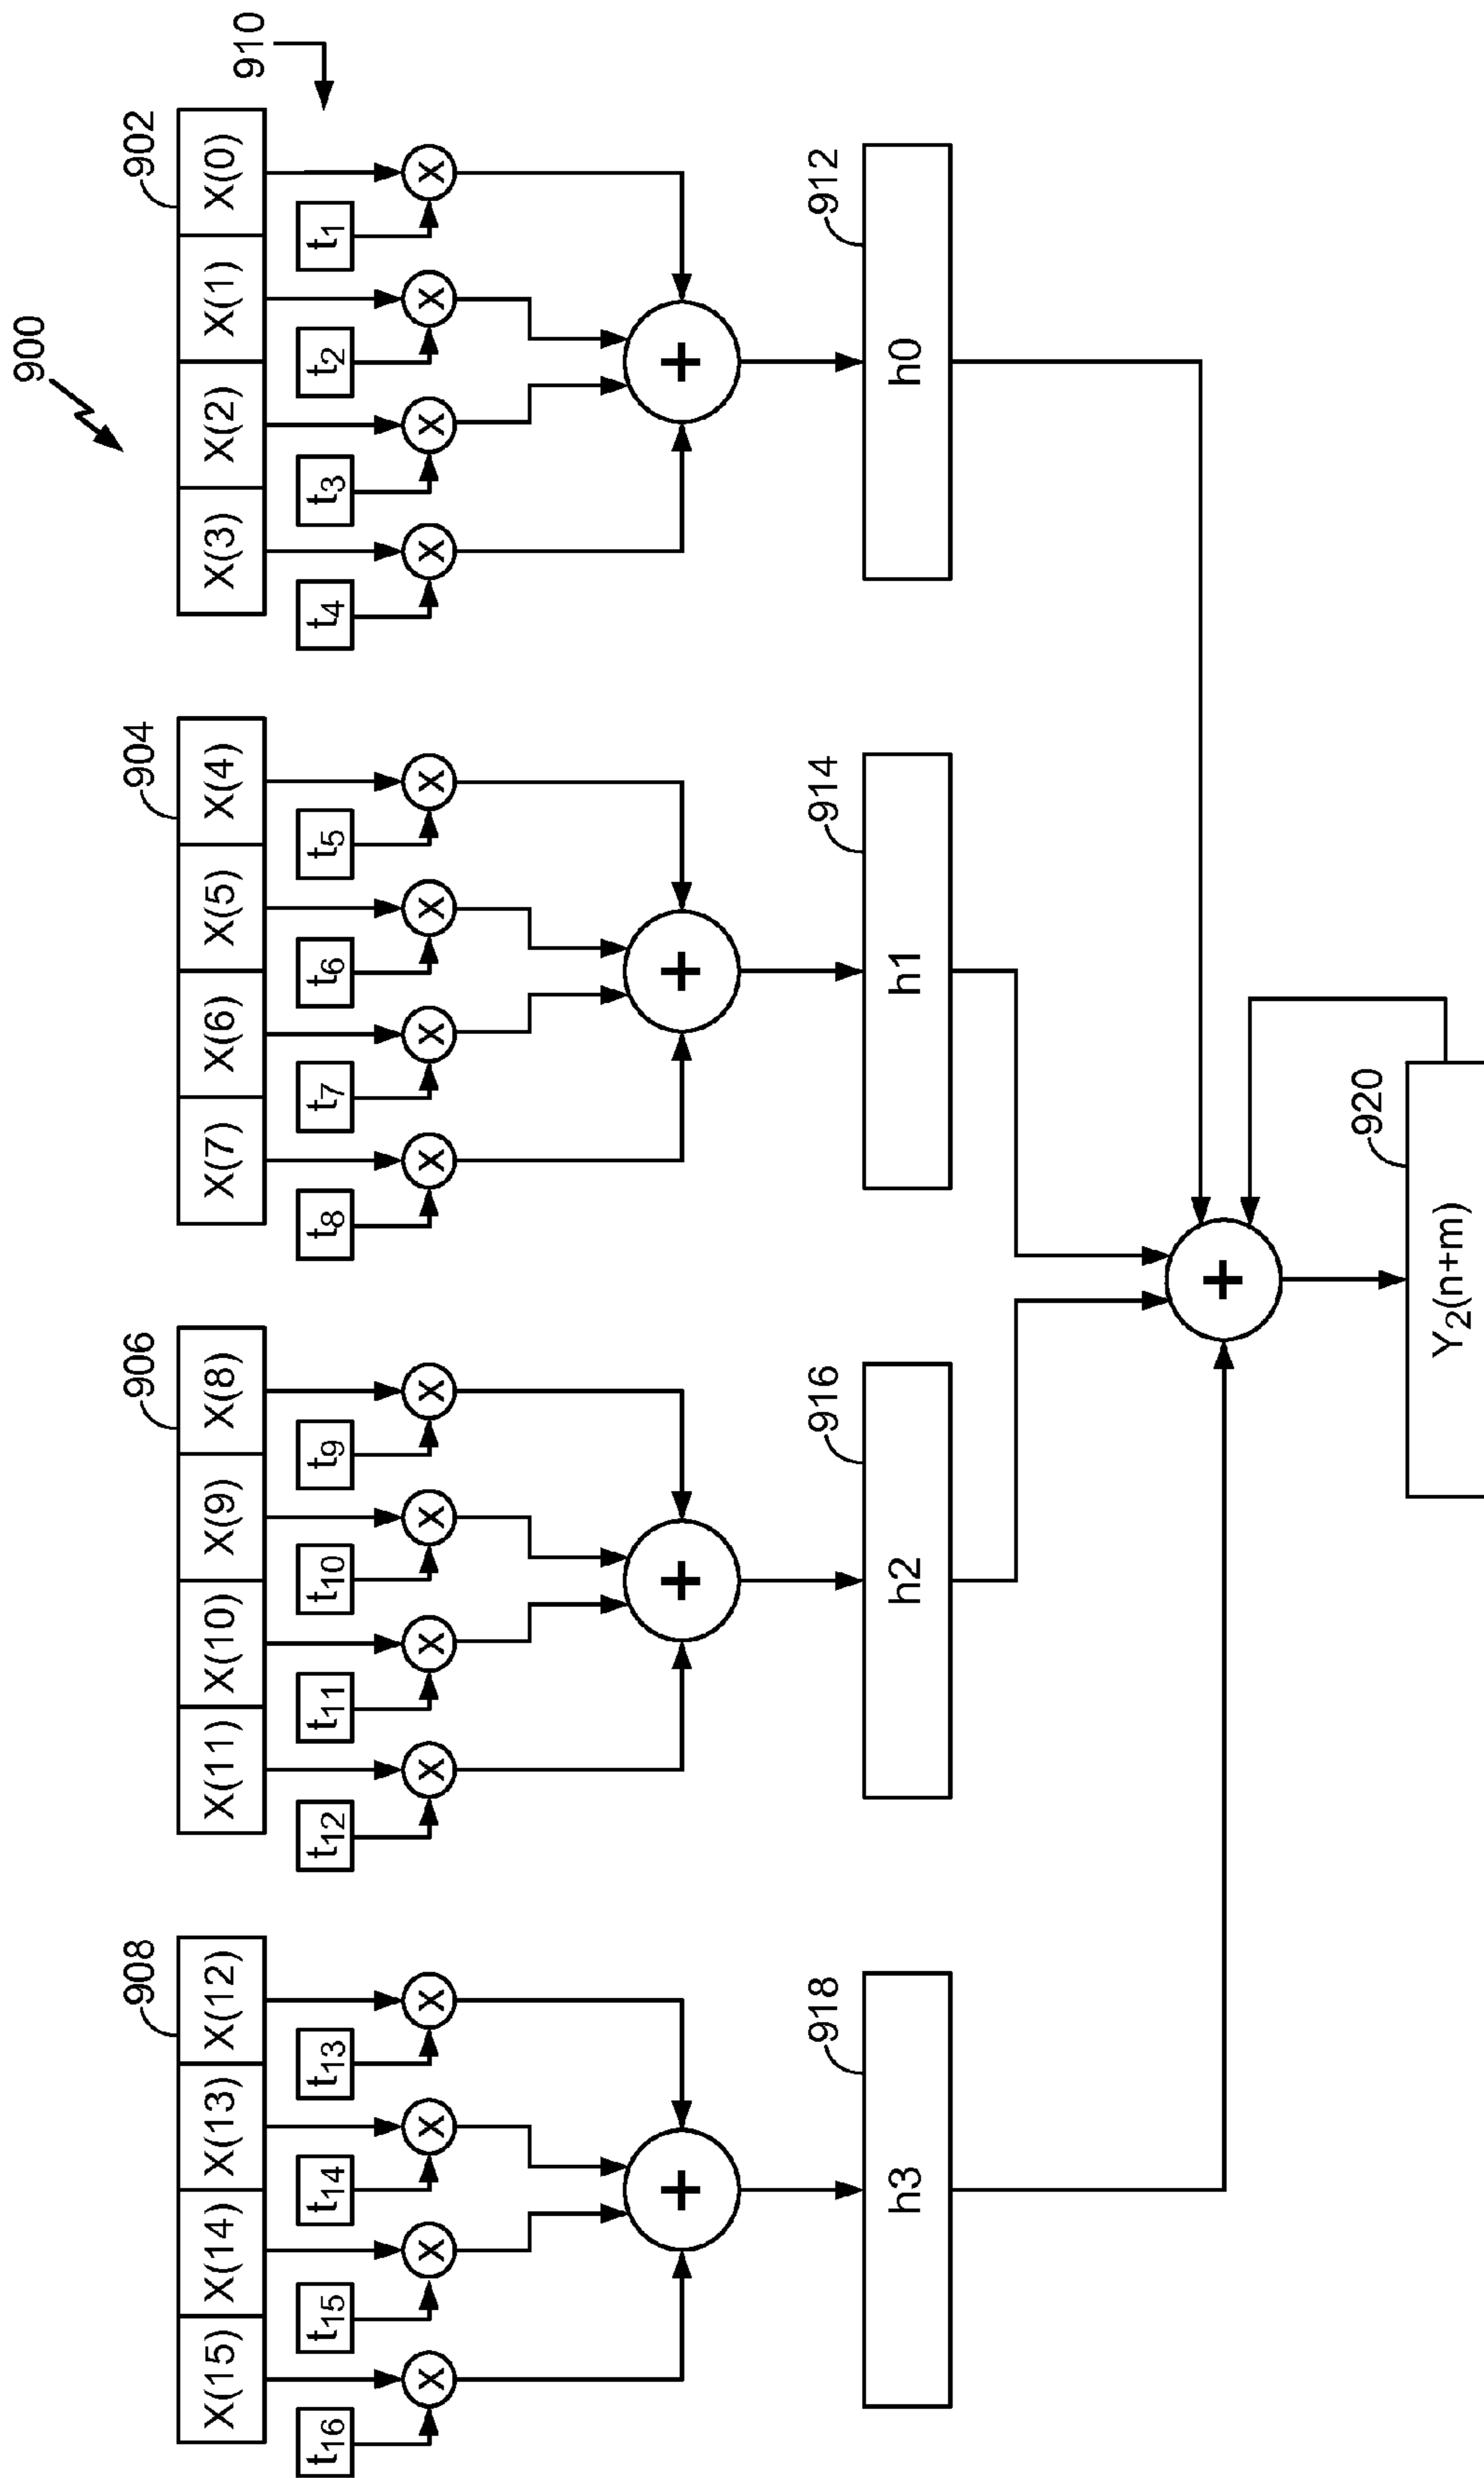 900
908
906
904
902
X(15) X(14) X(13) X(12)
X(11) X(10) X(9) X(8)
X(7) X(6) X(5) X(4)
X(3) X(2) X(1) X(0)
910
t16 t15 t14 t13
t12 t11 t10 t9
t8 t7 t6 t5
t4 t3 t2 t1
X X X X
X X X X
X X X X
X X X X
+ + + +
918
916
914
912
h3
h2
h1
h0
+
920
Y2(n+m)